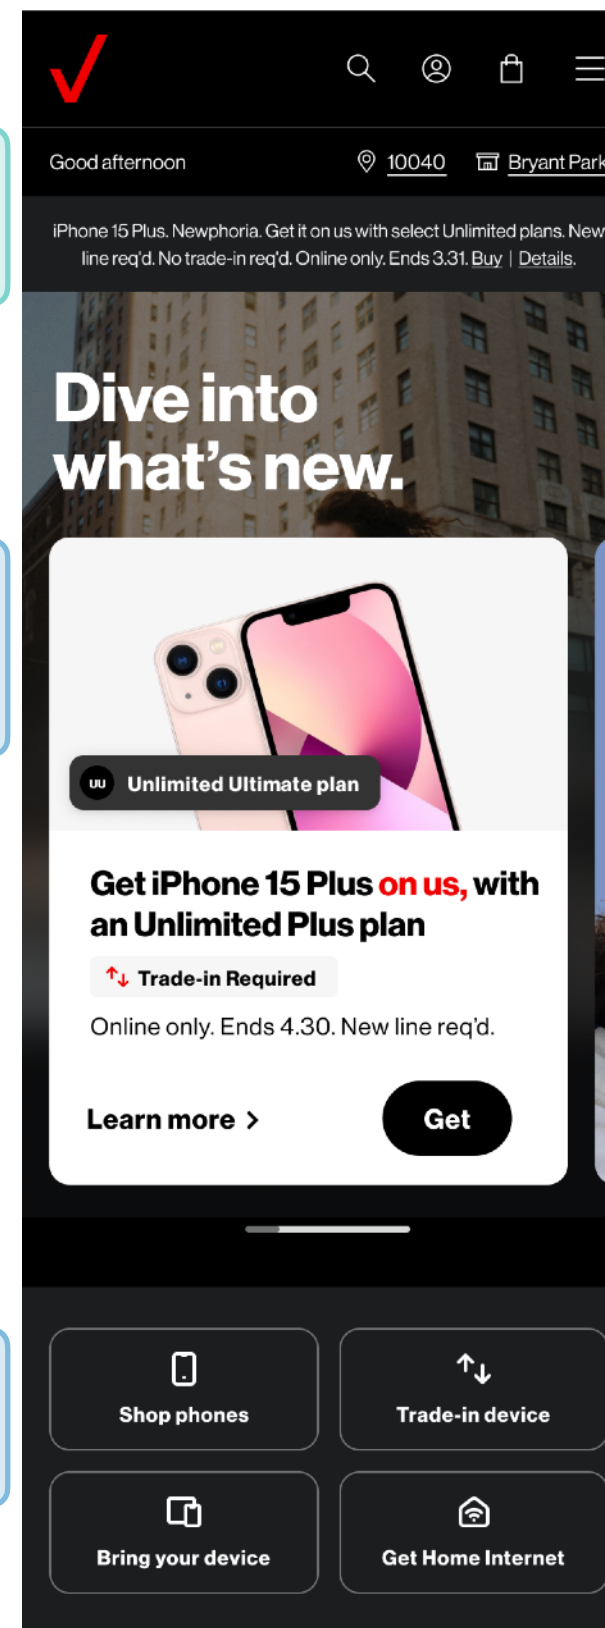 Good afternoon
10040
Bryant Park
iPhone 15 Plus. Newphoria. Get it on us with select Unlimited plans. New
line req'd. No trade-in req'd. Online only. Ends 3.31. Buy | Details.
Dive into
what's new.
UU Unlimited Ultimate plan
Get iPhone 15 Plus on us, with
an Unlimited Plus plan
Trade-in Required
Online only. Ends 4.30. New line req'd.
Learn more >
Get
Shop phones
Trade-in device
Bring your device
Get Home Internet